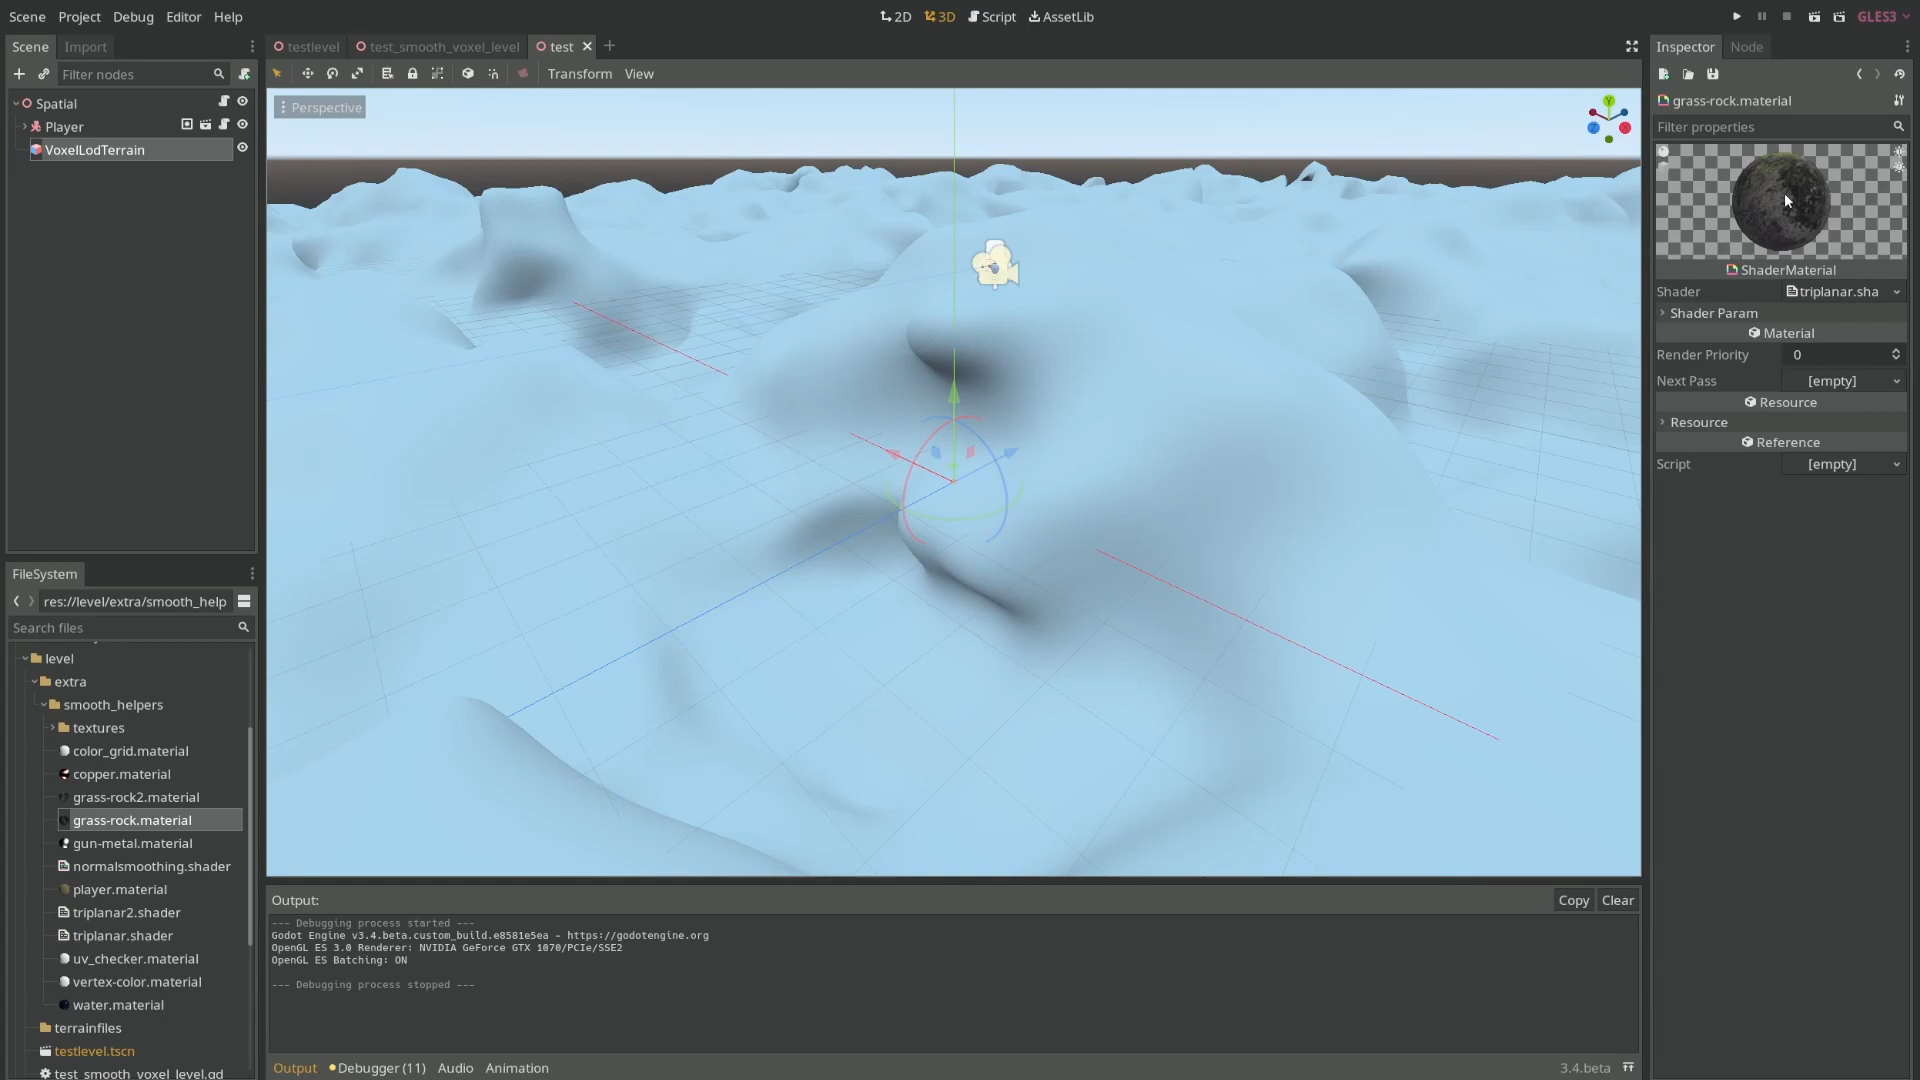 Scene Project Debug Editor Help
2D 3D Script AssetLib
GLES3
Scene Import
testlevel test_smooth_voxel_level test
Inspector Node
Filter nodes
Transform View
Spatial
Player
VoxelLodTerrain
Perspective
Y
Z
grass-rock.material
Filter properties
ShaderMaterial
Shader triplanar.sha
Shader Param
Material
Render Priority 0
Next Pass [empty]
Resource
Resource
Reference
Script [empty]
FileSystem
res://level/extra/smooth_help
Search files
level
extra
smooth_helpers
textures
color_grid.material
copper.material
grass-rock2.material
grass-rock.material
gun-metal.material
normalsmoothing.shader
player.material
triplanar2.shader
triplanar.shader
uv_checker.material
vertex-color.material
water.material
terrainfiles
testlevel.tscn
test_smooth_voxel_level.gd
Output: Copy Clear
--- Debugging process started ---
Godot Engine v3.4.beta.custom_build.e8581e5ea - https://godotengine.org
OpenGL ES 3.0 Renderer: NVIDIA GeForce GTX 1070/PCIe/SSE2
OpenGL ES Batching: ON
--- Debugging process stopped ---
Output Debugger (11) Audio Animation 3.4.beta